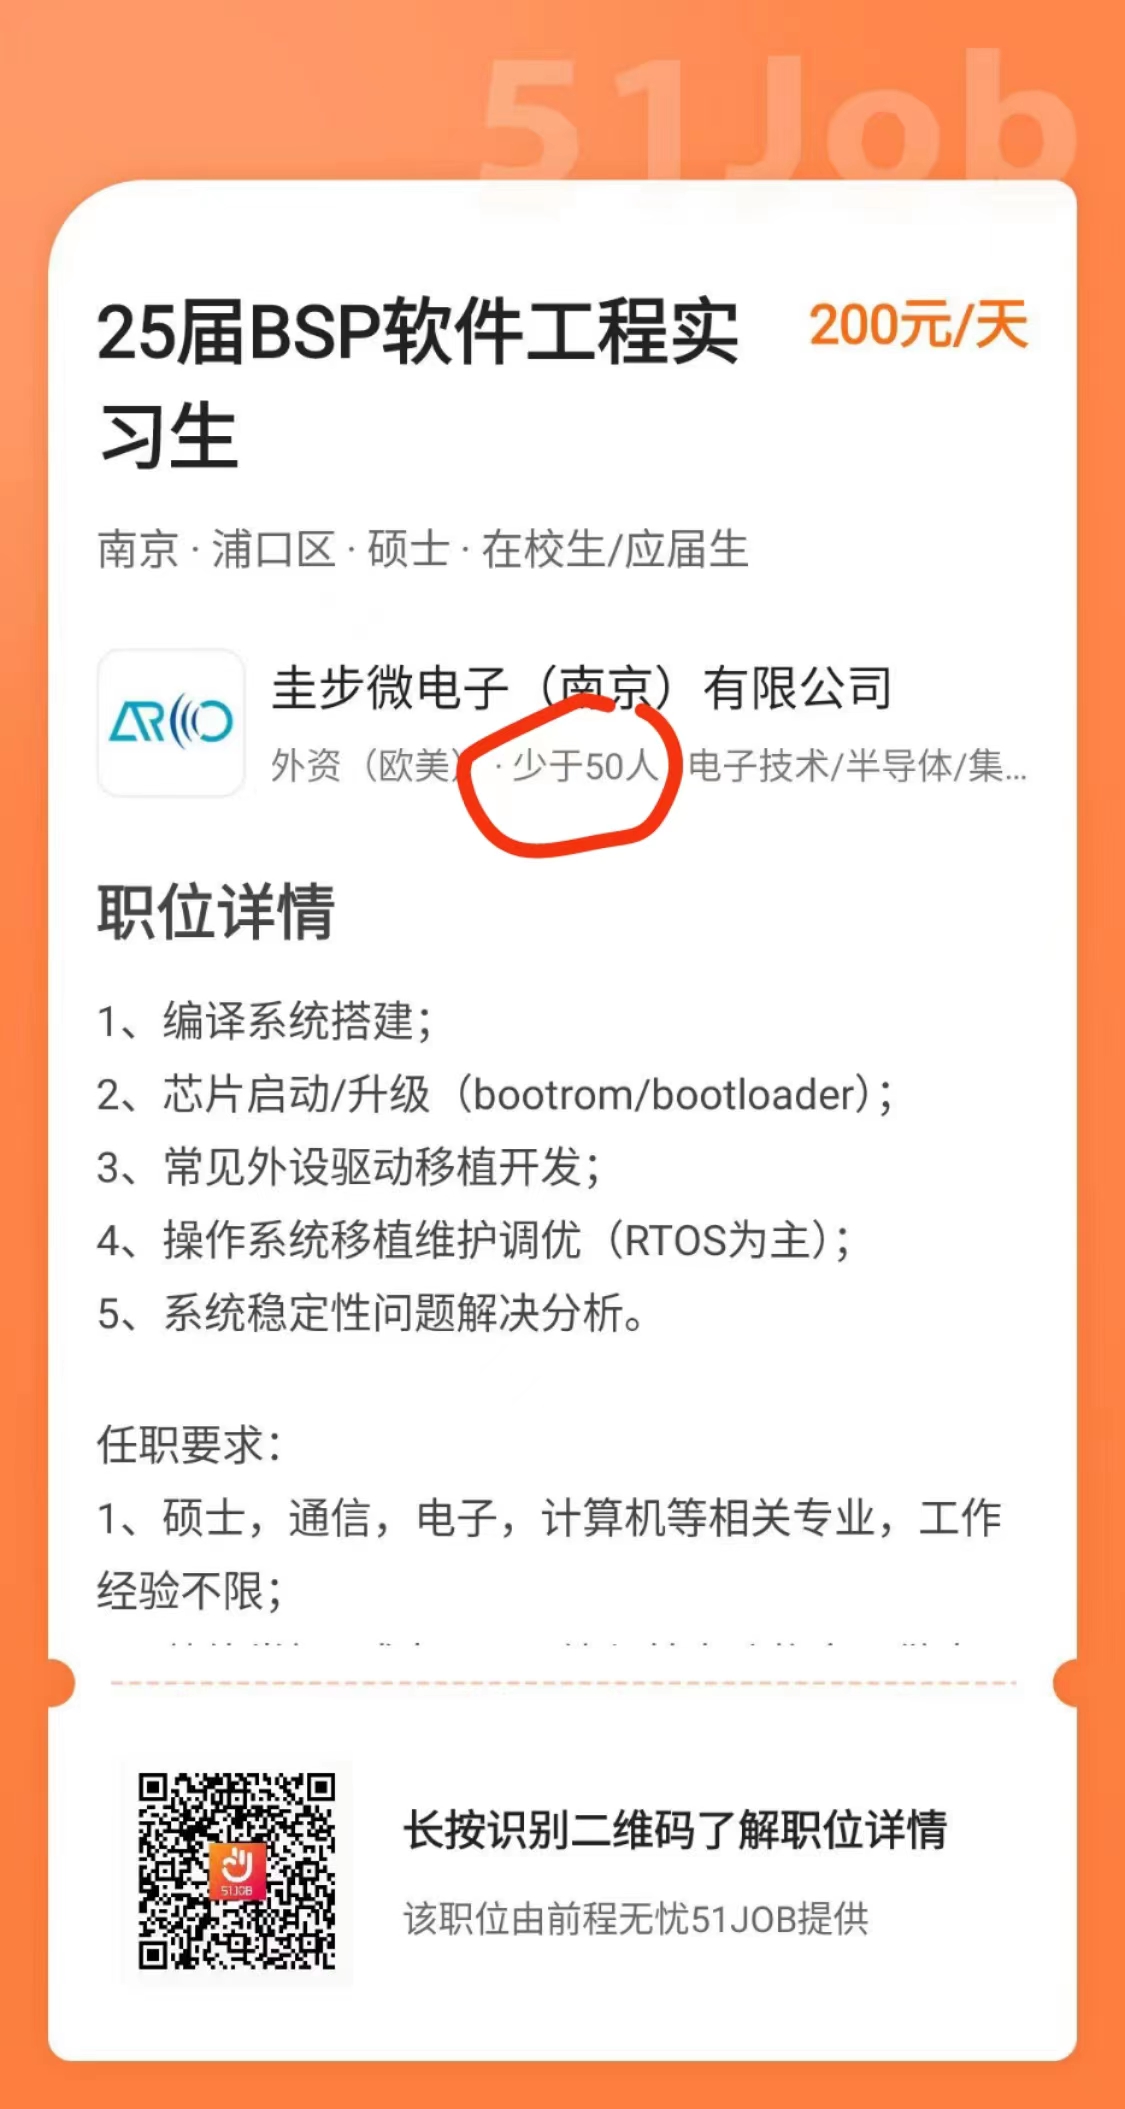 51Job
25届BSP软件工程实
习生
200元/天
南京·浦口区·硕士·在校生/应届生
ARCO
圭步微电子（南京）有限公司
外资（欧美）·少于50人 电子技术/半导体/集...
职位详情
1、编译系统搭建；
2、芯片启动/升级（bootrom/bootloader）；
3、常见外设驱动移植开发；
4、操作系统移植维护调优（RTOS为主）；
5、系统稳定性问题解决分析。
任职要求：
1、硕士，通信，电子，计算机等相关专业，工作
经验不限；
51JOB
长按识别二维码了解职位详情
该职位由前程无忧51JOB提供